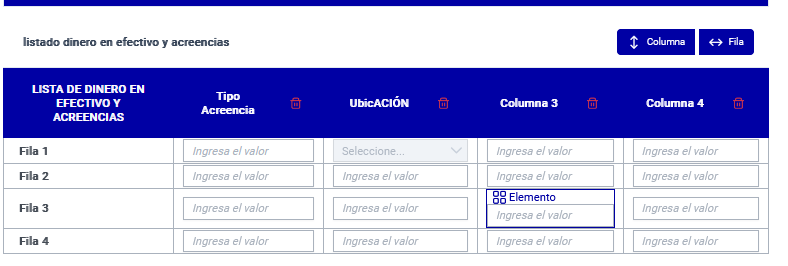 listado dinero en efectivo y acreencias
Columna
Fila
LISTA DE DINERO EN
EFECTIVO Y
ACREENCIAS
Tipo
Acreencia
UbicACIÓN
Columna 3
Columna 4
Fila 1
Ingresa el valor
Seleccione...
Ingresa el valor
Ingresa el valor
Fila 2
Ingresa el valor
Ingresa el valor
Ingresa el valor
Ingresa el valor
Fila 3
Ingresa el valor
Ingresa el valor
Elemento
Ingresa el valor
Ingresa el valor
Fila 4
Ingresa el valor
Ingresa el valor
Ingresa el valor
Ingresa el valor